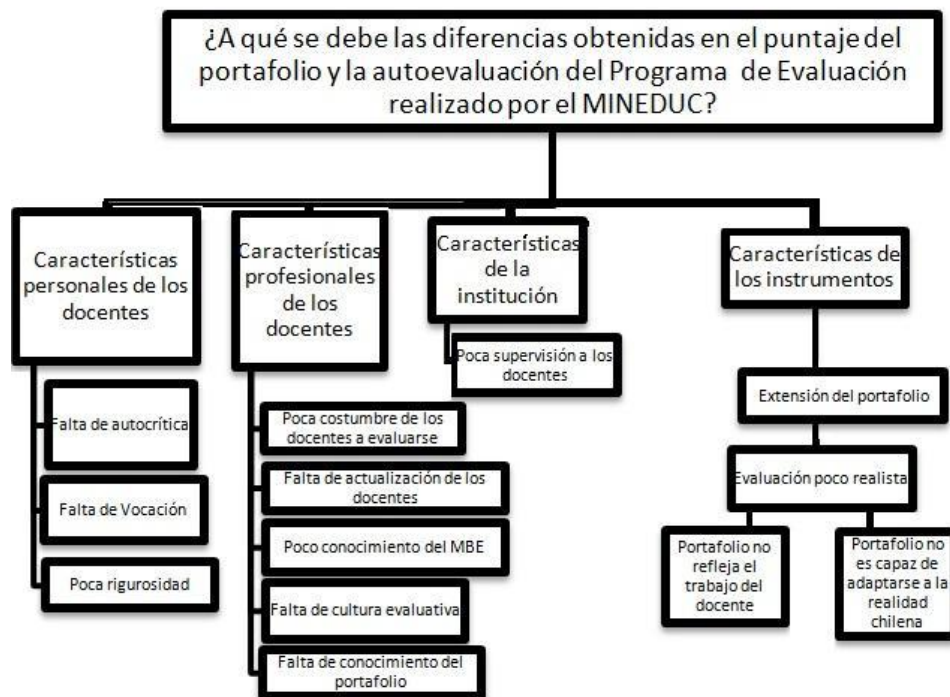 ¿A qué se debe las diferencias obtenidas en el puntaje del
portafolio y la autoevaluación del Programa de Evaluación
realizado por el MINEDUC?
Características
personales de los
docentes
Falta de autocrítica
Falta de Vocación
Poca rigurosidad
Características
profesionales
de los
docentes
Poca costumbre de los
docentes a evaluarse
Falta de actualización de los
docentes
Poco conocimiento del MBE
Falta de cultura evaluativa
Falta de conocimiento del
portafolio
Características
de la
institución
Poca supervisión a los
docentes
Características de
los instrumentos
Extensión del portafolio
Evaluación poco realista
Portafolio no
refleja el
trabajo del
docente
Portafolio no
es capaz de
adaptarse a la
realidad
chilena